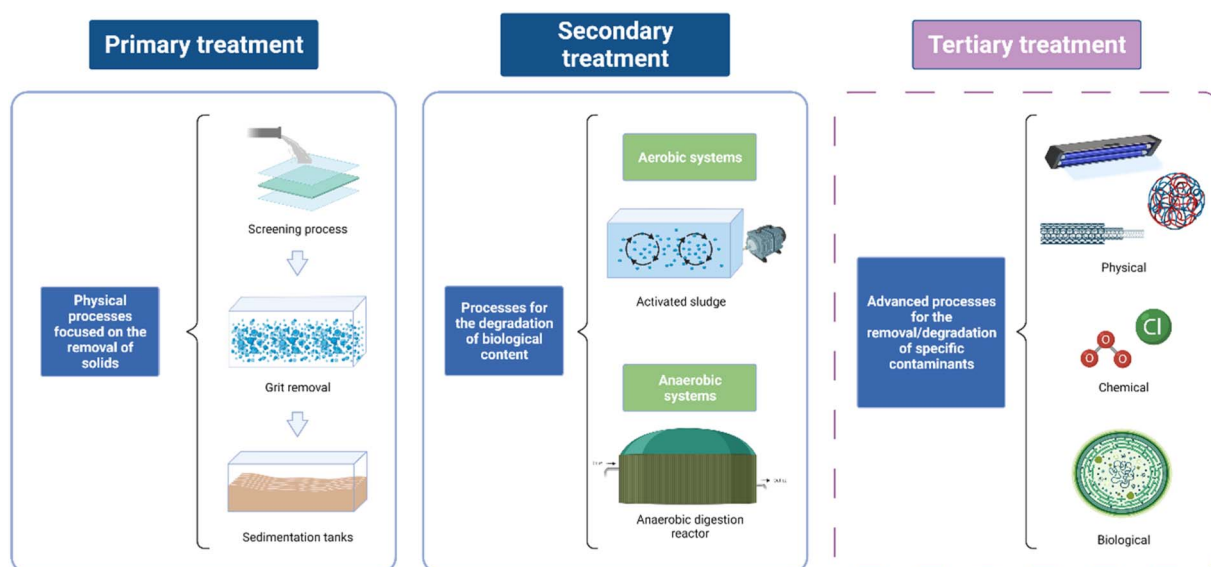 Primary treatment
Physical
processes
focused on the
removal of
solids
Screening process
Grit removal
Sedimentation tanks
Secondary
treatment
Processes for
the degradation
of biological
content
Aerobic systems
Activated sludge
Anaerobic
systems
Anaerobic digestion
reactor
Tertiary treatment
Advanced processes
for the
removal/degradation
of specific
contaminants
Physical
Cl
O
O
O
Chemical
Biological